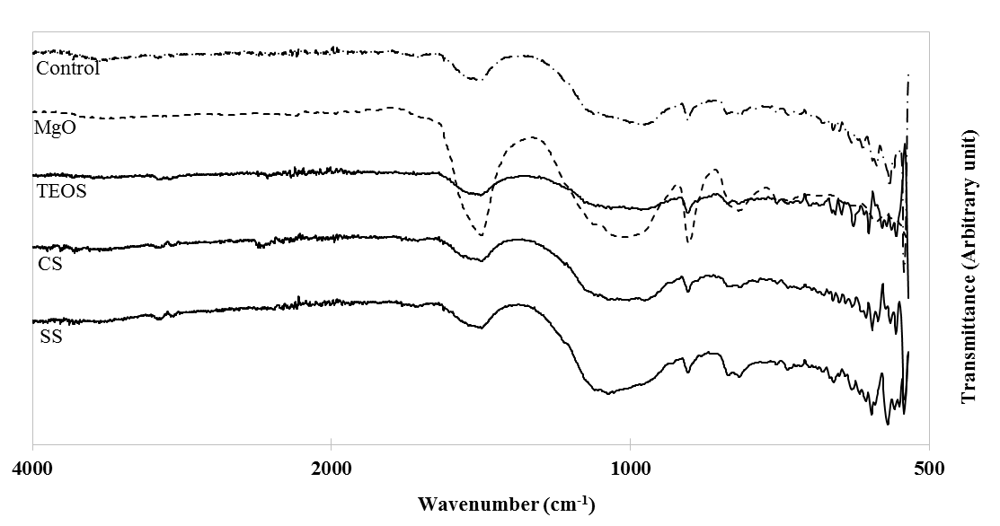 Control
MgO
TEOS
CS
SS
Transmittance (Arbitrary unit)
4000 2000 1000 500
Wavenumber (cm-1)